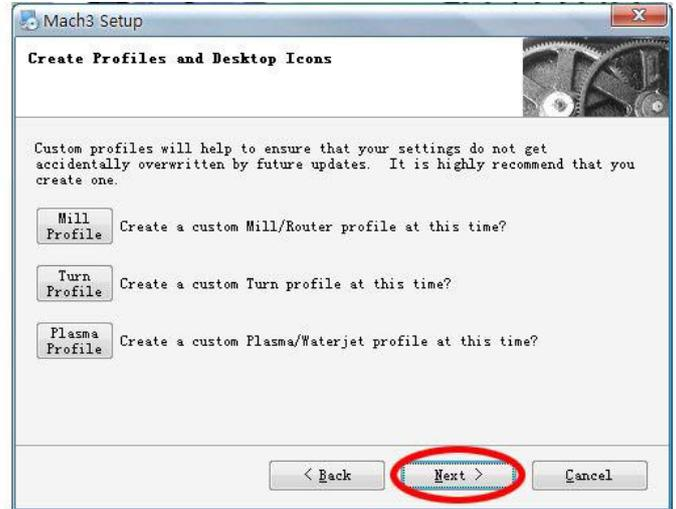 Mach3 Setup
Create Profiles and Desktop Icons
Custom profiles will help to ensure that your settings do not get
accidentally overwritten by future updates. It is highly recommend that you
create one.
Mill
Profile
Create a custom Mill/Router profile at this time?
Turn
Profile
Create a custom Turn profile at this time?
Plasma
Profile
Create a custom Plasma/Waterjet profile at this time?
< Back
Next >
Cancel